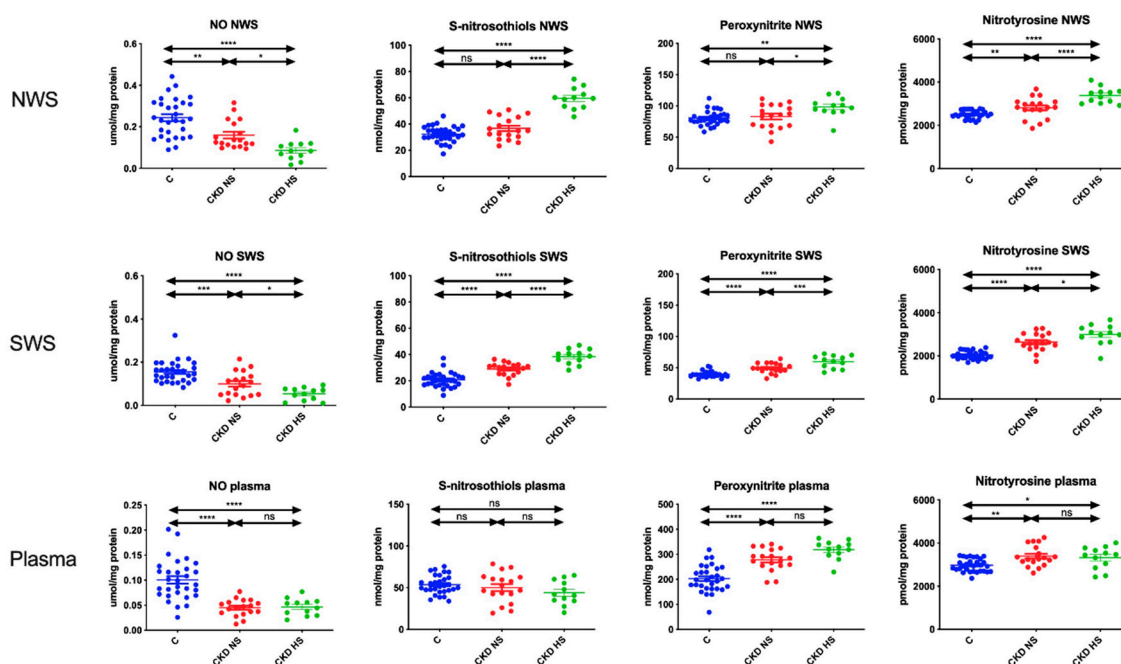 NWS
NO NWS
****
** *
umol/mg protein
0.6
0.4
0.2
0.0
C
CKD NS
CKD HS
S-nitrosothiols NWS
****
ns ****
nmol/mg protein
100
80
60
40
20
0
C
CKD NS
CKD HS
Peroxynitrite NWS
**
ns *
nmol/mg protein
200
150
100
50
0
C
CKD NS
CKD HS
Nitrotyrosine NWS
****
** ****
pmol/mg protein
6000
4000
2000
0
C
CKD NS
CKD HS
SWS
NO SWS
****
*** *
umol/mg protein
0.6
0.4
0.2
0.0
C
CKD NS
CKD HS
S-nitrosothiols SWS
****
**** ****
nmol/mg protein
100
80
60
40
20
0
C
CKD NS
CKD HS
Peroxynitrite SWS
****
**** ***
nmol/mg protein
200
150
100
50
0
C
CKD NS
CKD HS
Nitrotyrosine SWS
****
**** *
pmol/mg protein
6000
4000
2000
0
C
CKD NS
CKD HS
Plasma
NO plasma
****
**** ns
umol/mg protein
0.25
0.20
0.15
0.10
0.05
0.00
C
CKD NS
CKD HS
S-nitrosothiols plasma
ns
ns ns
nmol/mg protein
150
100
50
0
C
CKD NS
CKD HS
Peroxynitrite plasma
****
**** ns
nmol/mg protein
500
400
300
200
100
0
C
CKD NS
CKD HS
Nitrotyrosine plasma
*
** ns
pmol/mg protein
6000
4000
2000
0
C
CKD NS
CKD HS